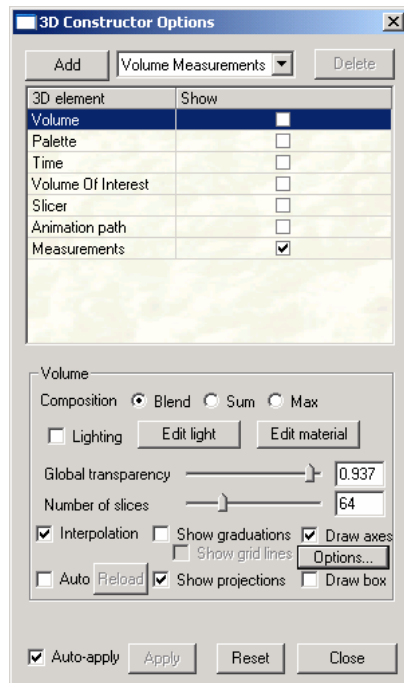 3D Constructor Options
Add Volume Measurements Delete
3D element Show
Volume
Palette
Time
Volume Of Interest
Slicer
Animation path
Measurements
Volume
Composition Blend Sum Max
Lighting Edit light Edit material
Global transparency 0.937
Number of slices 64
Interpolation Show graduations Draw axes
Show grid lines Options...
Auto Reload Show projections Draw box
Auto-apply Apply Reset Close